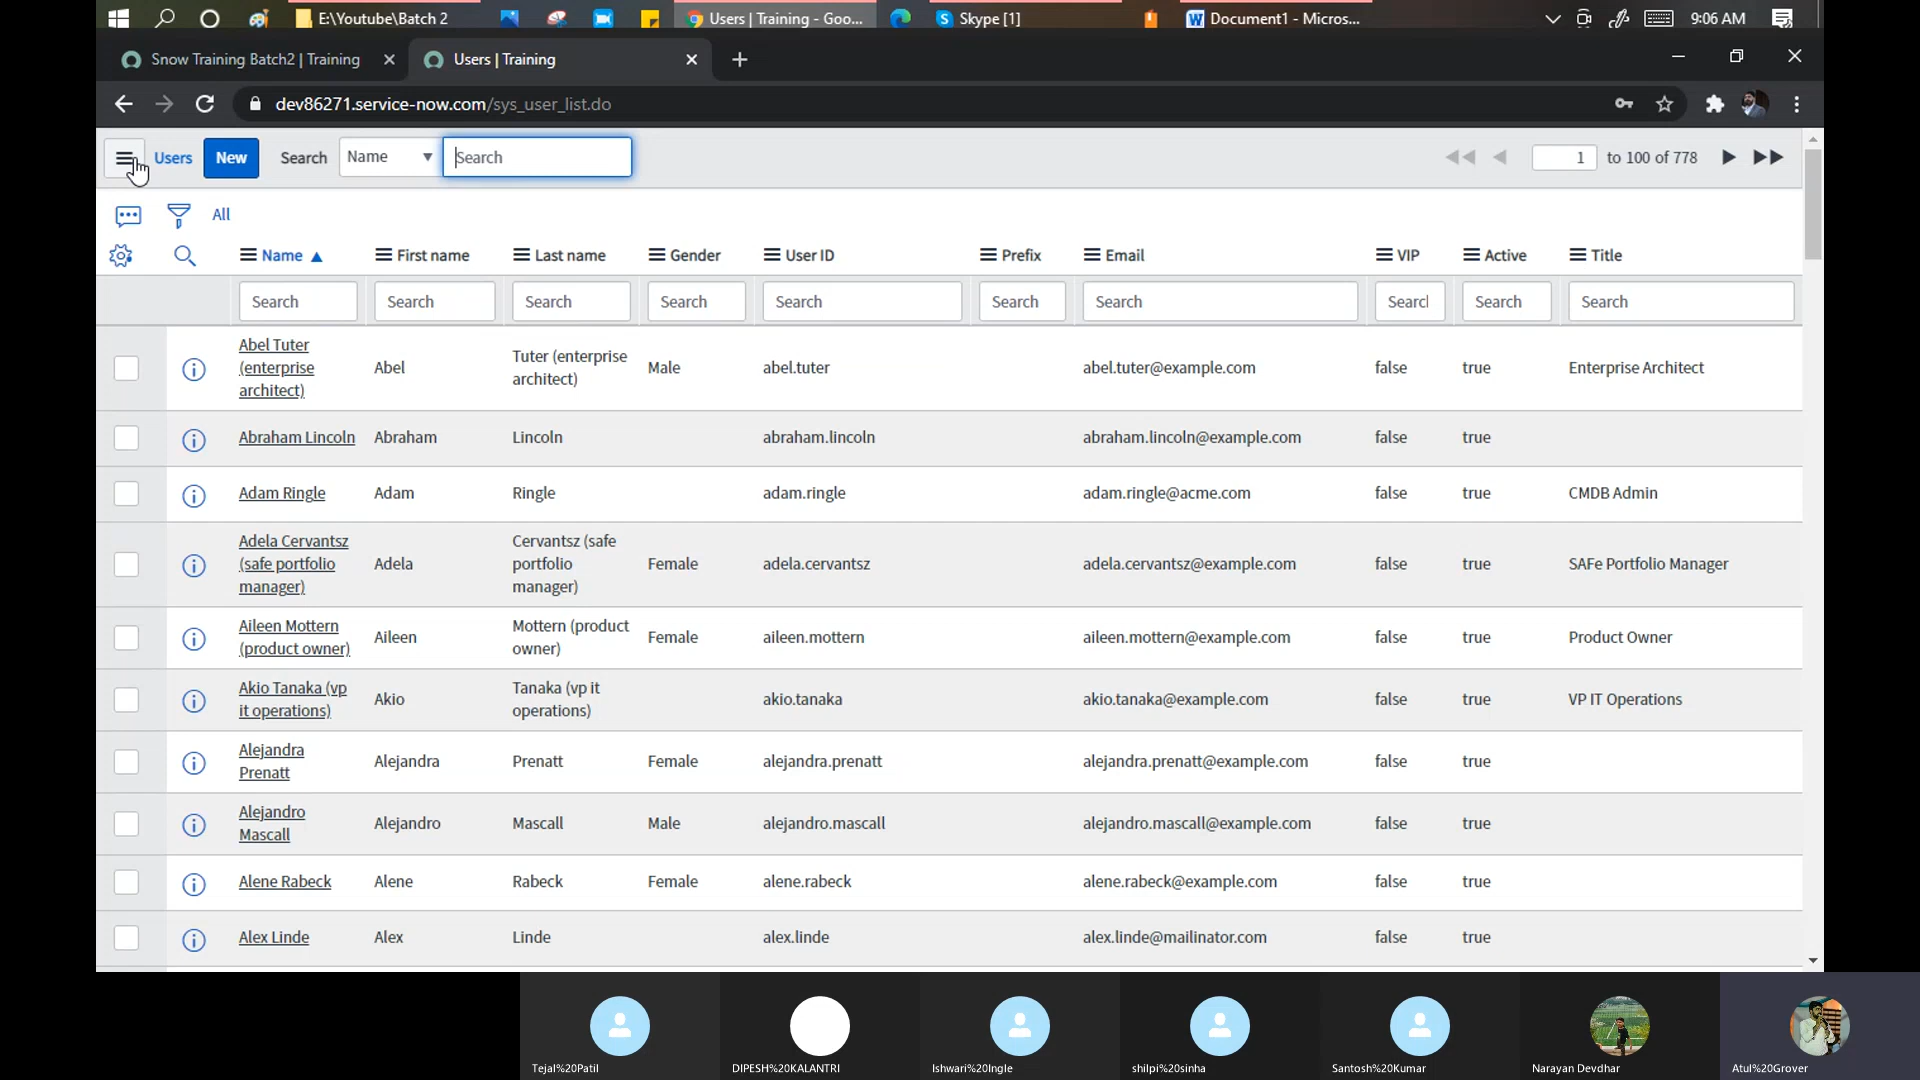 E:\Youtube\Batch 2 Users | Training - Goo... Skype [1] Document1 - Micros... 9:06 AM
Snow Training Batch2 | Training Users | Training
dev86271.service-now.com/sys_user_list.do
Users New Search Name Search 1 to 100 of 778
All
Name First name Last name Gender User ID Prefix Email VIP Active Title
Search Search Search Search Search Search Search Search Search Search
Abel Tuter (enterprise architect) Abel Tuter (enterprise architect) Male abel.tuter abel.tuter@example.com false true Enterprise Architect
Abraham Lincoln Abraham Lincoln abraham.lincoln abraham.lincoln@example.com false true
Adam Ringle Adam Ringle adam.ringle adam.ringle@acme.com false true CMDB Admin
Adela Cervantsz (safe portfolio manager) Adela Cervantsz (safe portfolio manager) Female adela.cervantsz adela.cervantsz@example.com false true SAFe Portfolio Manager
Aileen Mottern (product owner) Aileen Mottern (product owner) Female aileen.mottern aileen.mottern@example.com false true Product Owner
Akio Tanaka (vp it operations) Akio Tanaka (vp it operations) akio.tanaka akio.tanaka@example.com false true VP IT Operations
Alejandra Prenatt Alejandra Prenatt Female alejandra.prenatt alejandra.prenatt@example.com false true
Alejandro Mascall Alejandro Mascall Male alejandro.mascall alejandro.mascall@example.com false true
Alene Rabeck Alene Rabeck Female alene.rabeck alene.rabeck@example.com false true
Alex Linde Alex Linde alex.linde alex.linde@mailinator.com false true
Tejal%20Patil DIPESH%20KALANTRI Ishwari%20Ingle shilpi%20sinha Santosh%20Kumar Narayan Devdhar Atul%20Grover